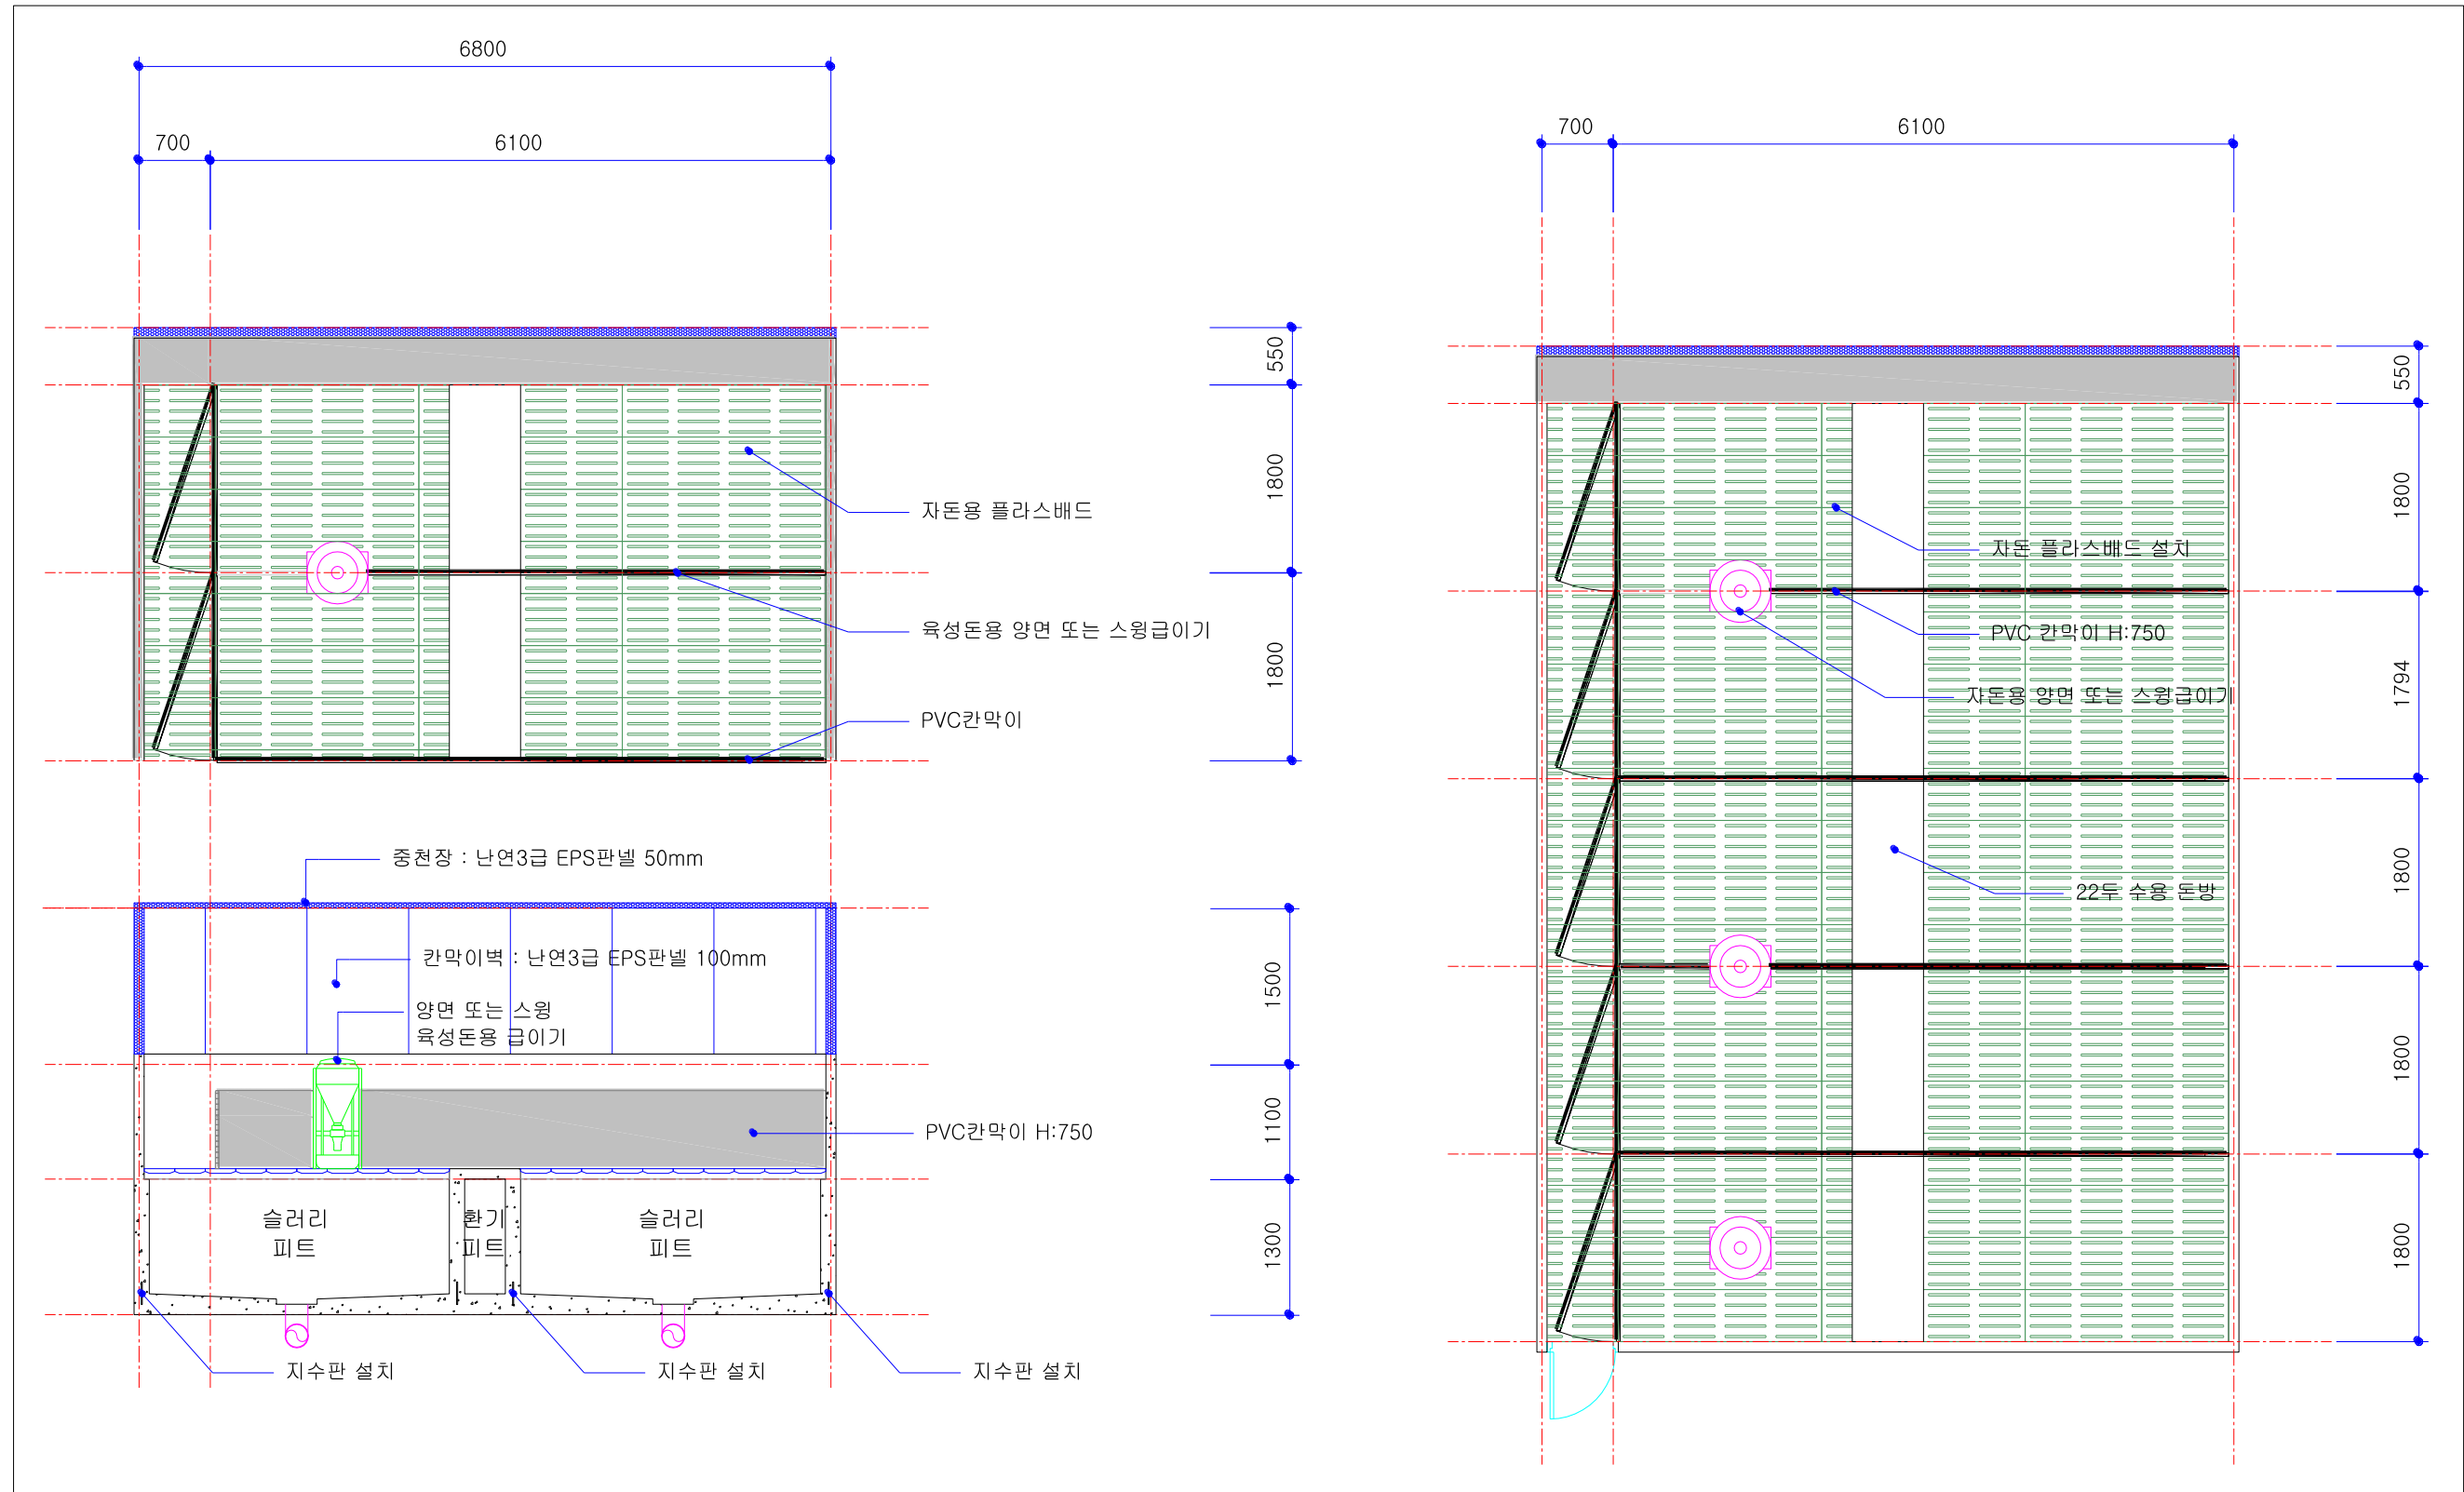 6800
700
6100
550
1800
1800
자돈용 플라스배드
육성돈용 양면 또는 스윙급이기
PVC칸막이
중천장 : 난연3급 EPS판넬 50mm
칸막이벽 : 난연3급 EPS판넬 100mm
양면 또는 스윙
육성돈용 급이기
PVC칸막이 H:750
1500
1100
1300
슬러리
피트
환기
피트
슬러리
피트
지수판 설치
지수판 설치
지수판 설치
700
6100
550
1800
1794
1800
1800
1800
자돈 플라스배드 설치
PVC 칸막이 H:750
자돈용 양면 또는 스윙급이기
22두 수용 돈방